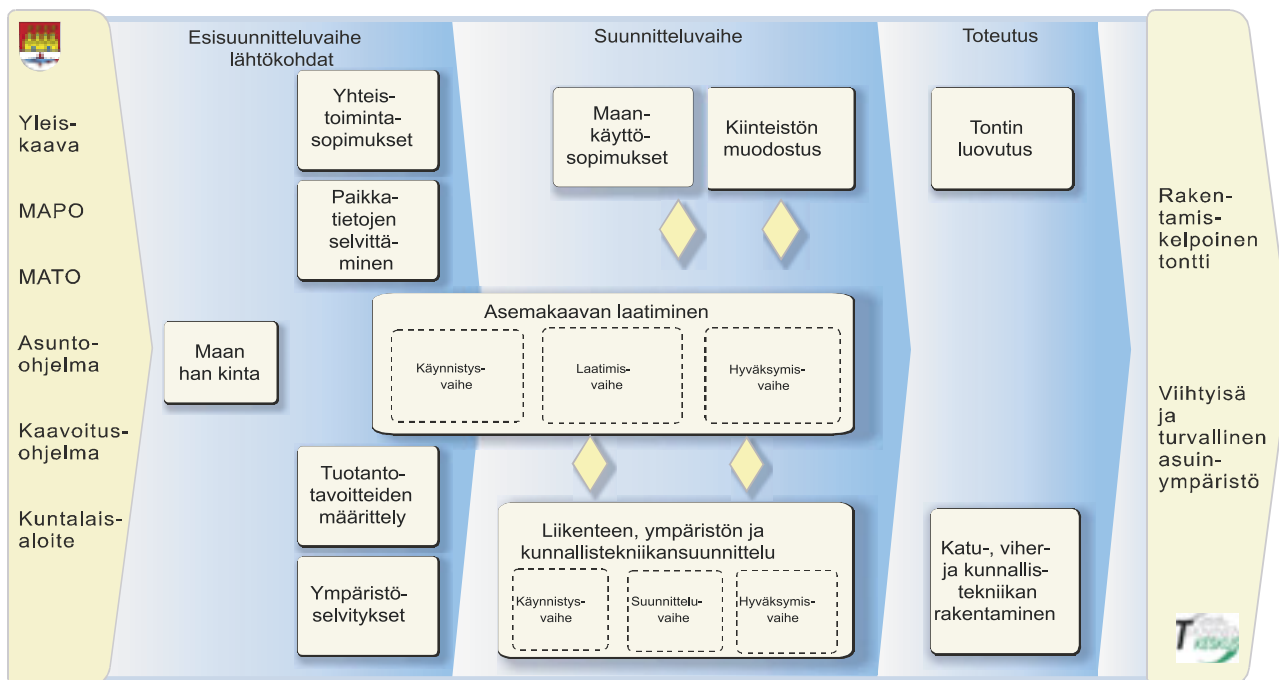 Esisuunnitteluvaihe
lähtökohdat
Suunnitteluvaihe
Toteutus
Yleis-
kaava
MAPO
MATO
Asunto-
ohjelma
Kaavoitus-
ohjelma
Kuntalais-
aloite
Maan
han kinta
Yhteis-
toiminta-
sopimukset
Paikka-
tietojen
selvittä-
minen
Tuotanto-
tavoitteiden
määrittely
Ympäristö-
selvitykset
Maan-
käyttö-
sopimukset
Kiinteistön
muodostus
Asemakaavan laatiminen
Käynnistys-
vaihe
Laatimis-
vaihe
Hyväksymis-
vaihe
Liikenteen, ympäristön ja
kunnallistekniikansuunnittelu
Käynnistys-
vaihe
Suunnittelu-
vaihe
Hyväksymis-
vaihe
Tontin
luovutus
Katu-, viher-
ja kunnallis-
tekniikan
rakentaminen
Raken-
tamis-
kelpoinen
tontti
Viihtyisä
ja
turvallinen
asuin-
ympäristö
KESKUS